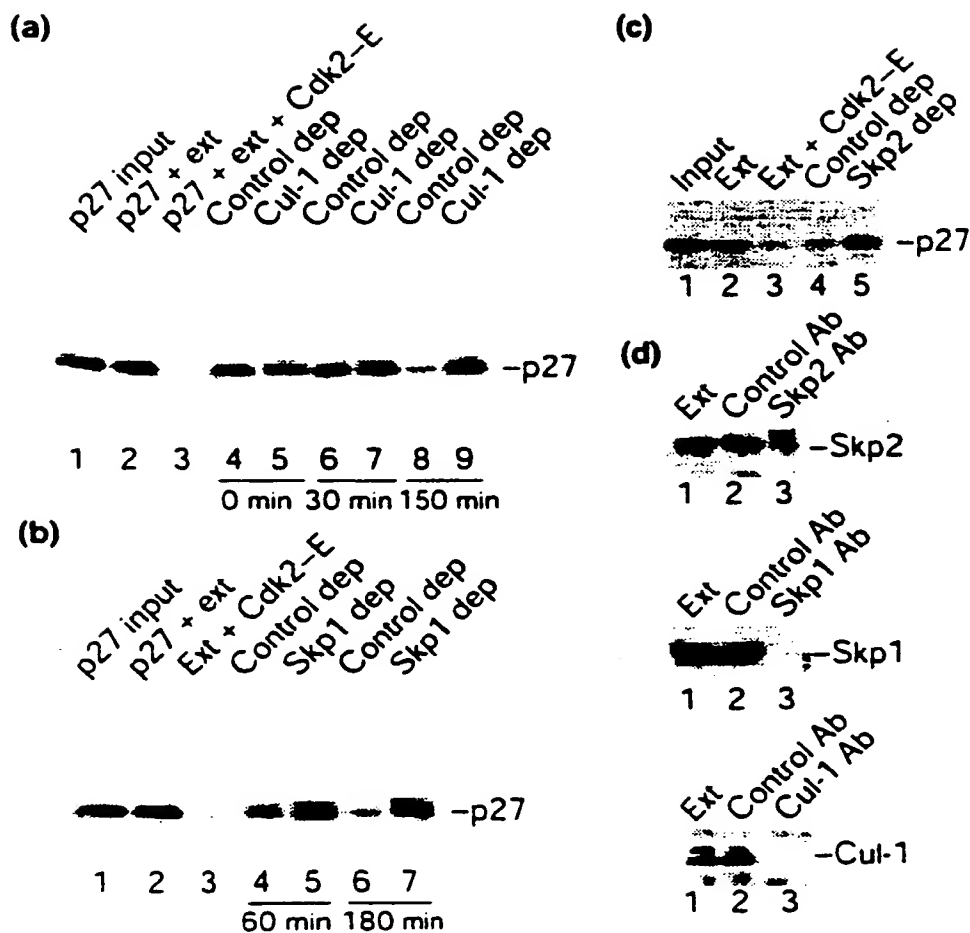 (a)
p27 input
p27 + ext
p27 + ext + Cdk2–E
Control dep
Cul-1 dep
Control dep
Cul-1 dep
Control dep
Cul-1 dep
–p27
1 2 3 4 5 6 7 8 9
0 min 30 min 150 min
(b)
p27 input
p27 + ext
Ext + Cdk2–E
Control dep
Skp1 dep
Control dep
Skp1 dep
–p27
1 2 3 4 5 6 7
60 min 180 min
(c)
Input
Ext
Ext + Cdk2–E
Control dep
Skp2 dep
–p27
1 2 3 4 5
(d)
Ext
Control Ab
Skp2 Ab
–Skp2
1 2 3
Ext
Control Ab
Skp1 Ab
–Skp1
1 2 3
Ext
Control Ab
Cul-1 Ab
–Cul-1
1 2 3